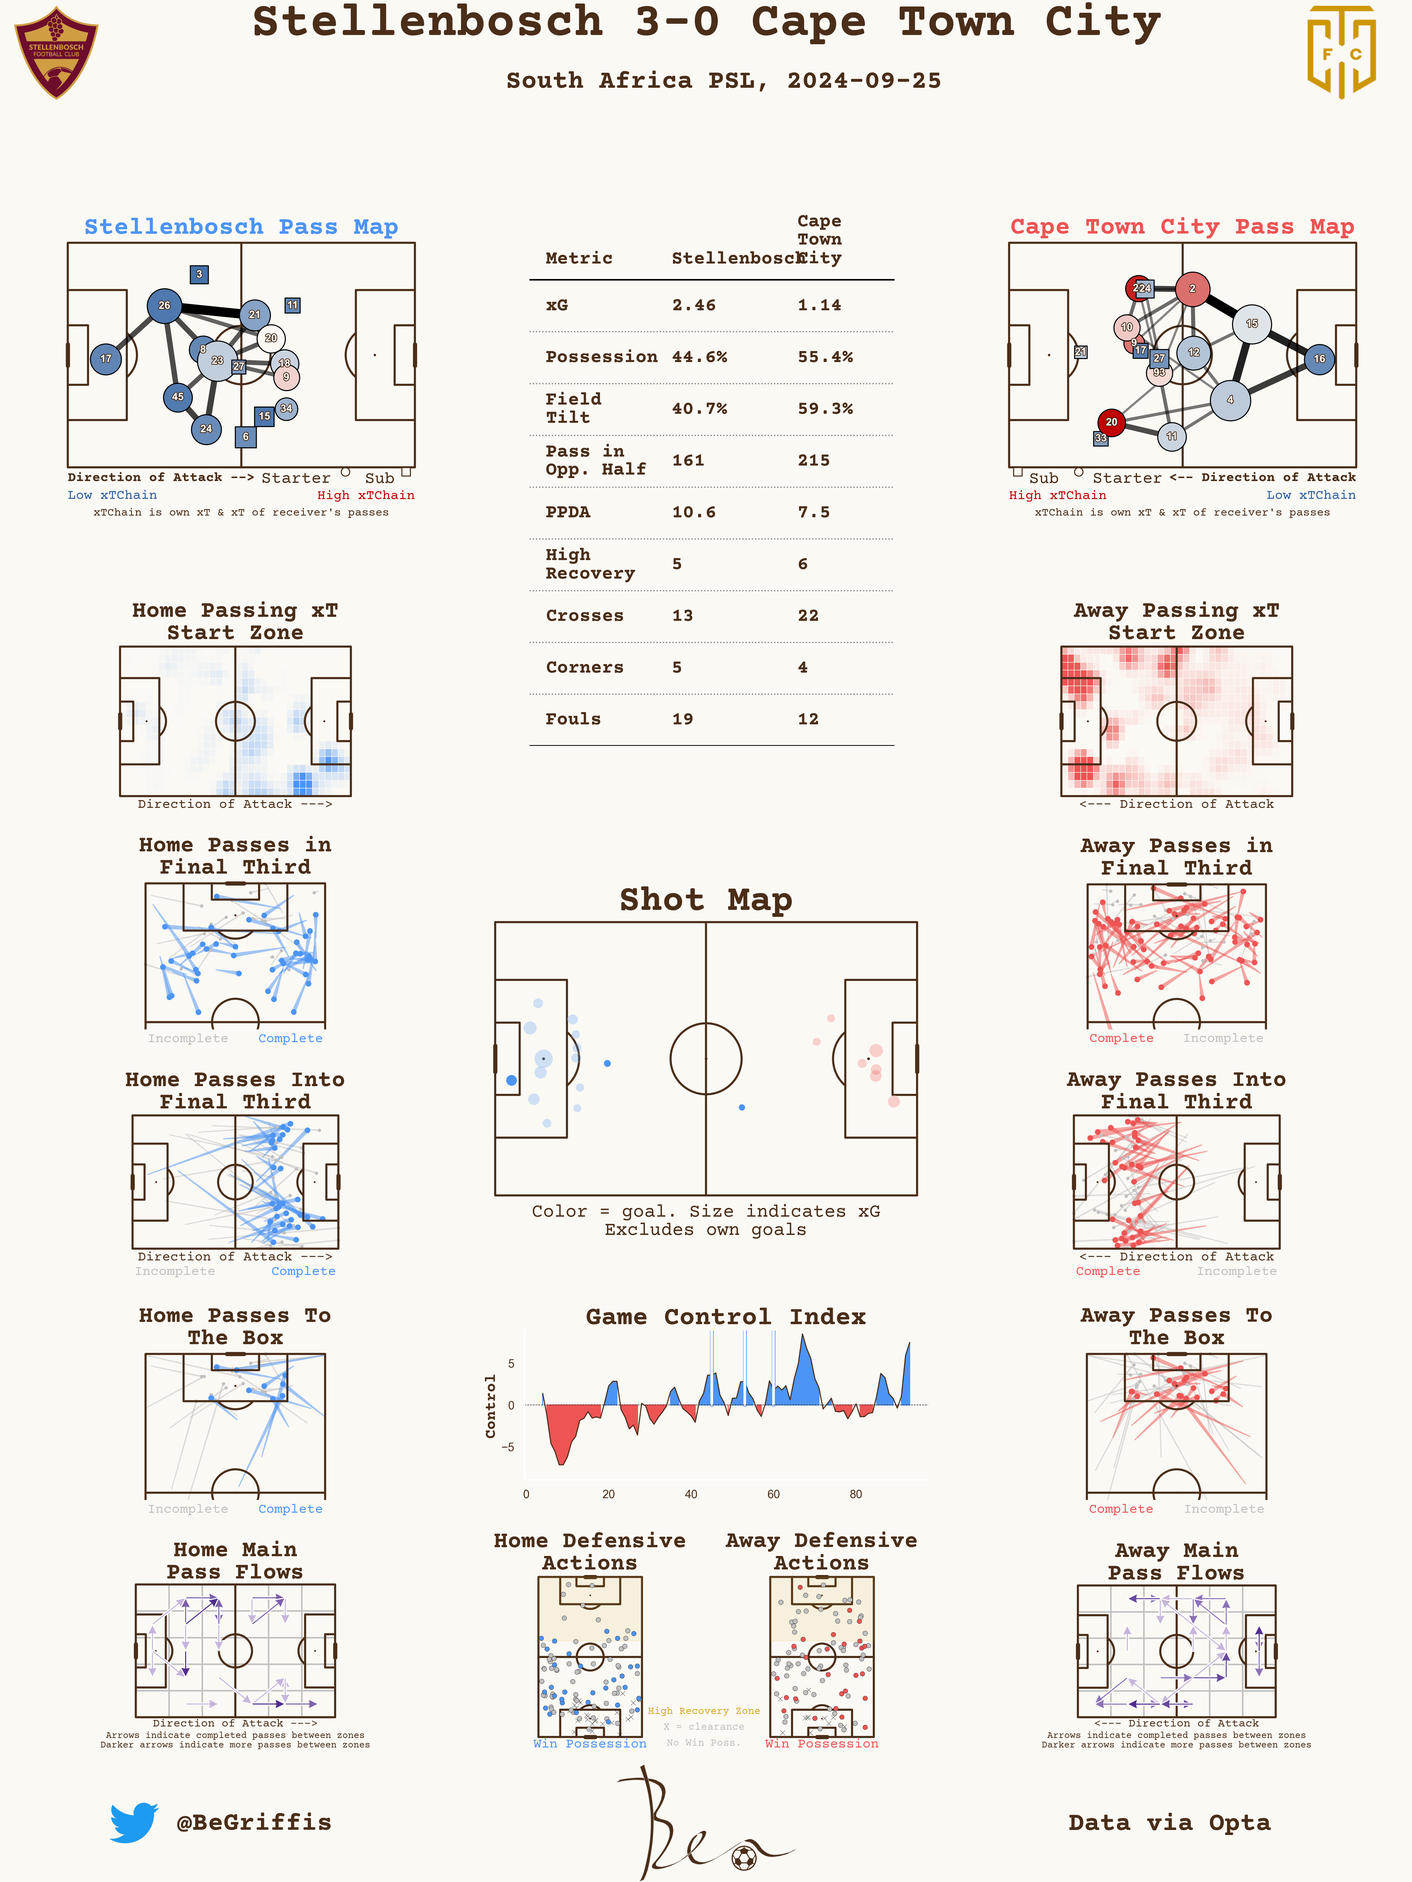 Stellenbosch 3-0 Cape Town City
South Africa PSL, 2024-09-25
STELLENBOSCH
FOOTBALL CLUB
F C
Stellenbosch Pass Map
3
26
21
11
20
8
17
23
27
18
9
45
15
34
24
6
Direction of Attack --> Starter Sub
Low xTChain High xTChain
xTChain is own xT & xT of receiver's passes
Metric Stellenbosch Cape Town City
xG 2.46 1.14
Possession 44.6% 55.4%
Field Tilt 40.7% 59.3%
Pass in Opp. Half 161 215
PPDA 10.6 7.5
High Recovery 5 6
Crosses 13 22
Corners 5 4
Fouls 19 12
Cape Town City Pass Map
24
2
10
15
9
21
17
27
12
16
93
4
20
33
11
Sub Starter <-- Direction of Attack
High xTChain Low xTChain
xTChain is own xT & xT of receiver's passes
Home Passing xT
Start Zone
Direction of Attack --->
Away Passing xT
Start Zone
<--- Direction of Attack
Home Passes in
Final Third
Incomplete Complete
Shot Map
Color = goal. Size indicates xG
Excludes own goals
Away Passes in
Final Third
Complete Incomplete
Home Passes Into
Final Third
Direction of Attack --->
Incomplete Complete
Away Passes Into
Final Third
<--- Direction of Attack
Complete Incomplete
Home Passes To
The Box
Incomplete Complete
Game Control Index
Control
5
0
−5
0 20 40 60 80
Away Passes To
The Box
Complete Incomplete
Home Main
Pass Flows
Direction of Attack --->
Arrows indicate completed passes between zones
Darker arrows indicate more passes between zones
Home Defensive
Actions
Win Possession
High Recovery Zone
X = clearance
No Win Poss.
Away Defensive
Actions
Win Possession
Away Main
Pass Flows
<--- Direction of Attack
Arrows indicate completed passes between zones
Darker arrows indicate more passes between zones
@BeGriffis
Ben
Data via Opta